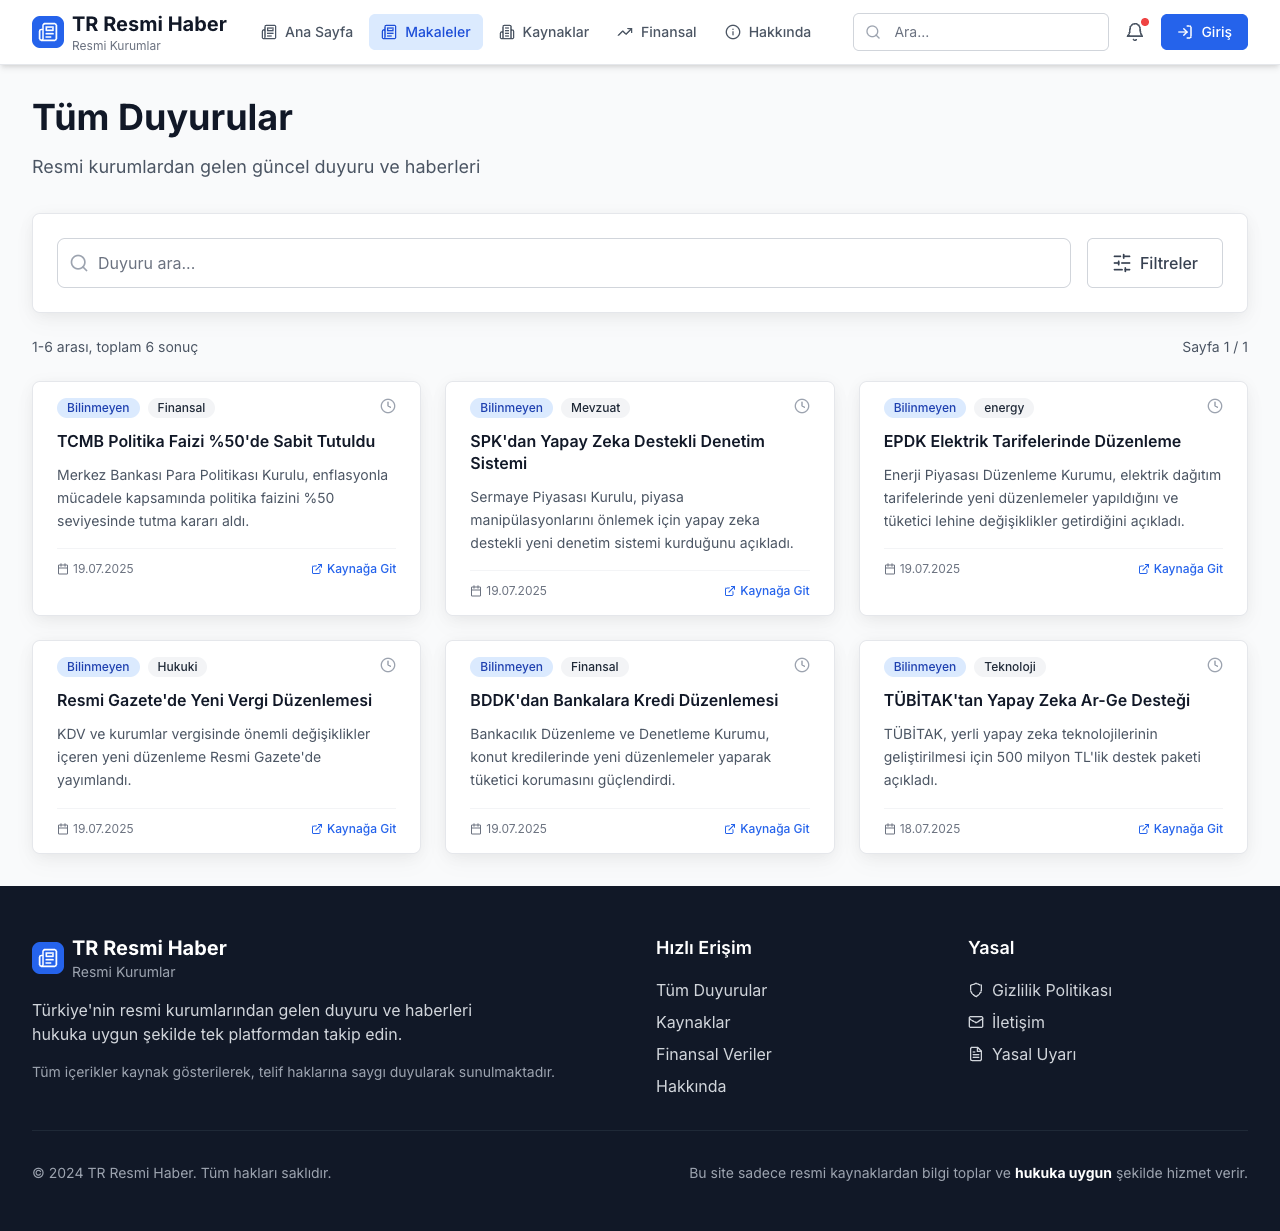 TR Resmi Haber
Resmi Kurumlar
Ana Sayfa
Makaleler
Kaynaklar
Finansal
Hakkında
Ara...
Giriş
Tüm Duyurular
Resmi kurumlardan gelen güncel duyuru ve haberleri
Duyuru ara...
Filtreler
1-6 arası, toplam 6 sonuç
Sayfa 1 / 1
Bilinmeyen
Finansal
TCMB Politika Faizi %50'de Sabit Tutuldu
Merkez Bankası Para Politikası Kurulu, enflasyonla
mücadele kapsamında politika faizini %50
seviyesinde tutma kararı aldı.
19.07.2025
Kaynağa Git
Bilinmeyen
Mevzuat
SPK'dan Yapay Zeka Destekli Denetim
Sistemi
Sermaye Piyasası Kurulu, piyasa
manipülasyonlarını önlemek için yapay zeka
destekli yeni denetim sistemi kurduğunu açıkladı.
19.07.2025
Kaynağa Git
Bilinmeyen
energy
EPDK Elektrik Tarifelerinde Düzenleme
Enerji Piyasası Düzenleme Kurumu, elektrik dağıtım
tarifelerinde yeni düzenlemeler yapıldığını ve
tüketici lehine değişiklikler getirdiğini açıkladı.
19.07.2025
Kaynağa Git
Bilinmeyen
Hukuki
Resmi Gazete'de Yeni Vergi Düzenlemesi
KDV ve kurumlar vergisinde önemli değişiklikler
içeren yeni düzenleme Resmi Gazete'de
yayımlandı.
19.07.2025
Kaynağa Git
Bilinmeyen
Finansal
BDDK'dan Bankalara Kredi Düzenlemesi
Bankacılık Düzenleme ve Denetleme Kurumu,
konut kredilerinde yeni düzenlemeler yaparak
tüketici korumasını güçlendirdi.
19.07.2025
Kaynağa Git
Bilinmeyen
Teknoloji
TÜBİTAK'tan Yapay Zeka Ar-Ge Desteği
TÜBİTAK, yerli yapay zeka teknolojilerinin
geliştirilmesi için 500 milyon TL'lik destek paketi
açıkladı.
18.07.2025
Kaynağa Git
TR Resmi Haber
Resmi Kurumlar
Türkiye'nin resmi kurumlarından gelen duyuru ve haberleri
hukuka uygun şekilde tek platformdan takip edin.
Tüm içerikler kaynak gösterilerek, telif haklarına saygı duyularak sunulmaktadır.
Hızlı Erişim
Tüm Duyurular
Kaynaklar
Finansal Veriler
Hakkında
Yasal
Gizlilik Politikası
İletişim
Yasal Uyarı
© 2024 TR Resmi Haber. Tüm hakları saklıdır.
Bu site sadece resmi kaynaklardan bilgi toplar ve hukuka uygun şekilde hizmet verir.